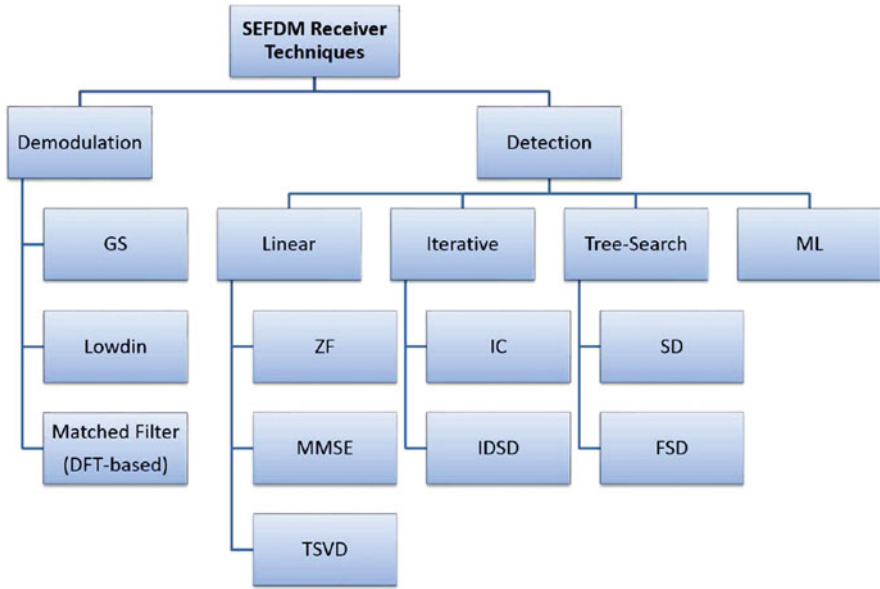 SEFDM Receiver
Techniques
Demodulation
Detection
GS
Linear
Iterative
Tree-Search
ML
Lowdin
ZF
IC
SD
Matched Filter
(DFT-based)
MMSE
IDSD
FSD
TSVD